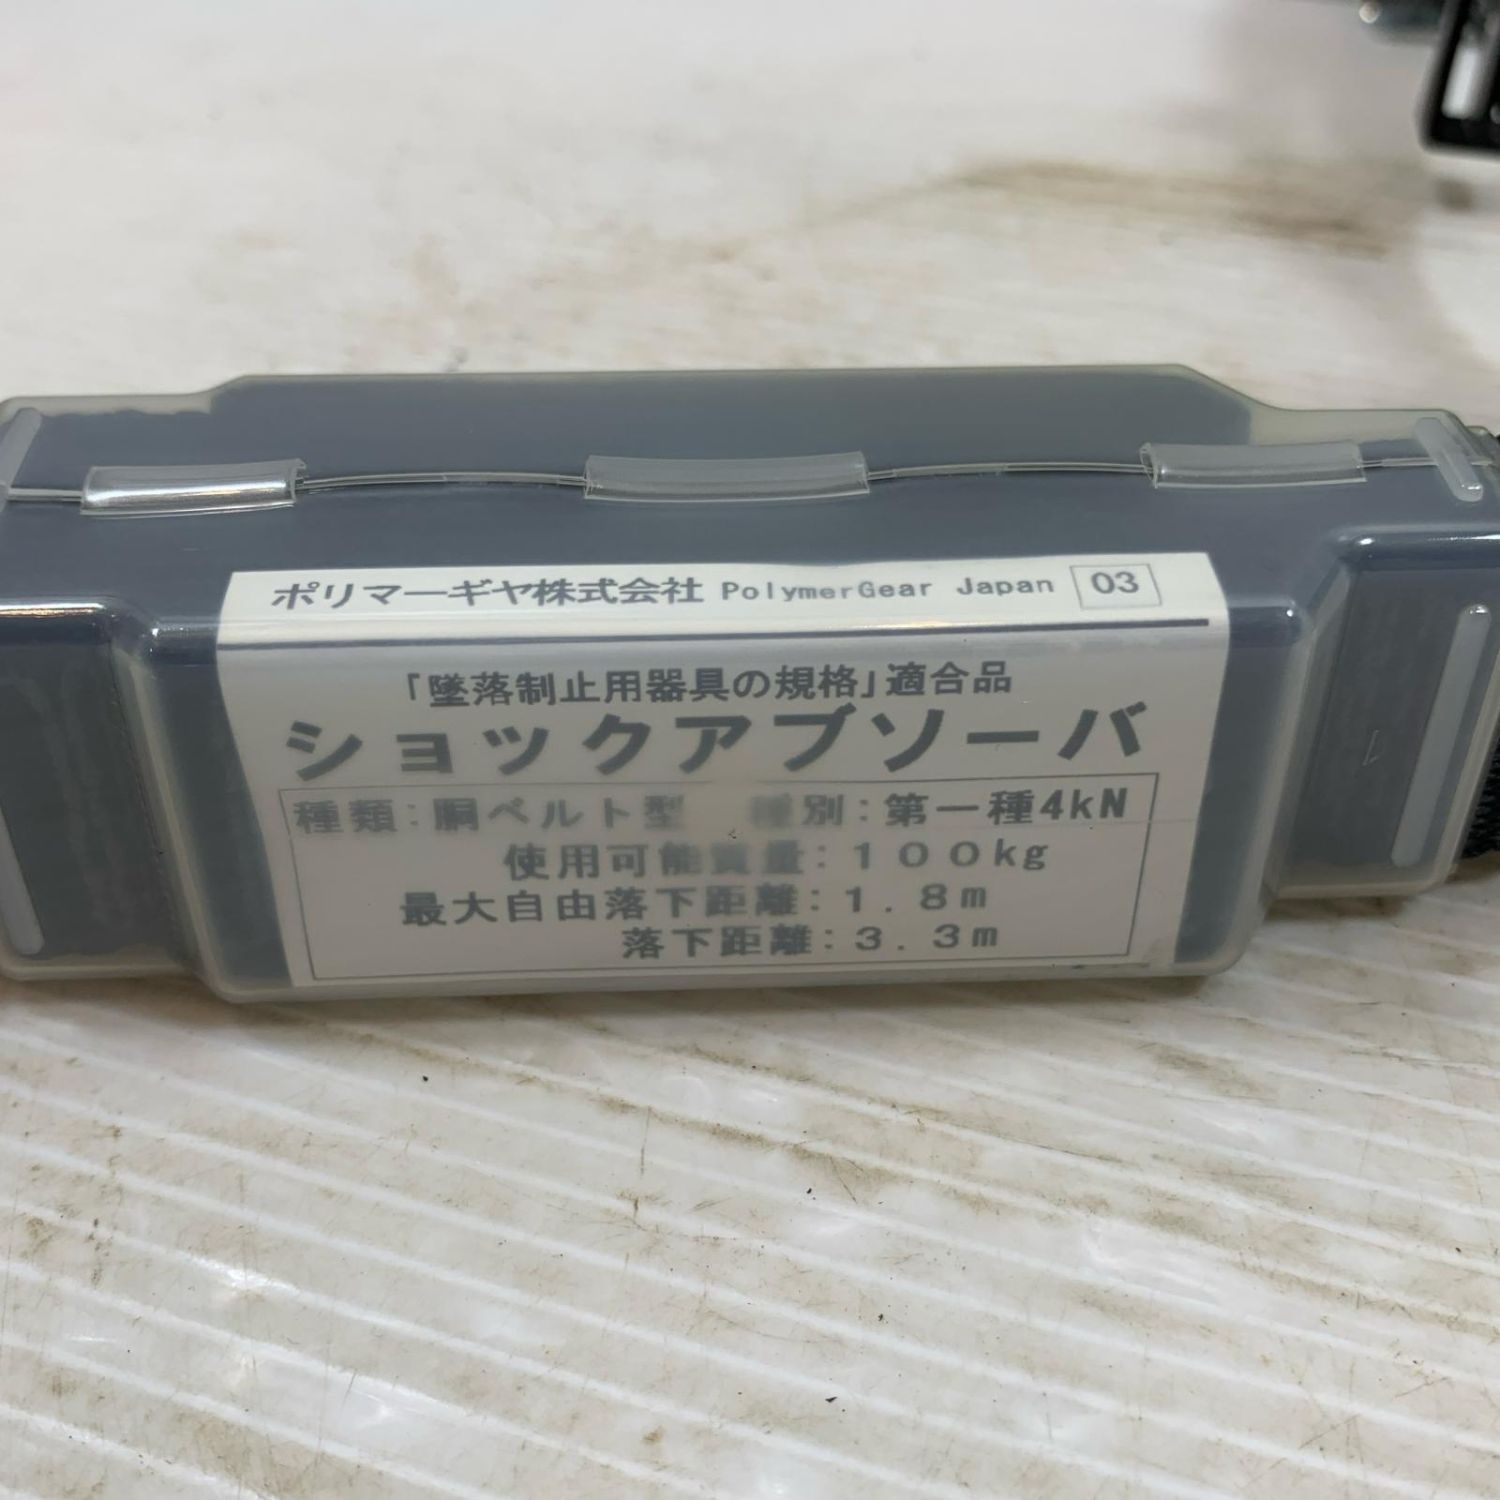 ポリマーギヤ株式会社 PolymerGear Japan 03
「墜落制止用器具の規格」適合品
ショックアブソーバ
種類:胴ベルト型 種別:第一種4kN
使用可能質量:100kg
最大自由落下距離:1.8m
落下距離:3.3m